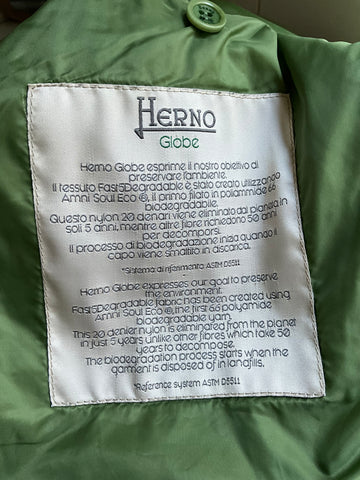 HERNO
Globe
Herno Globe esprime il nostro obiettivo di
preservare l'ambiente.
Il tessuto Fast5Degradable è stato creato utilizzando
Amni Soul Eco ®, il primo filato in poliammide 66
biodegradabile.
Questo nylon 20 denari viene eliminato dal pianeta in
soli 5 anni, mentre altre fibre richiedono 50 anni
per decomporsi.
Il processo di biodegradazione inizia quando il
capo viene smaltito in discarica.
*Sistema di riferimento ASTM D5511
-
Herno Globe expresses our goal to preserve
the environment.
Fast5Degradable fabric has been created using
Amni Soul Eco ®, the first 66 polyamide
biodegradable yarn.
This 20 denier nylon is eliminated from the planet
in just 5 years unlike other fibres which take 50
years to decompose.
The biodegradation process starts when the
garment is disposed of in landfills.
*Reference system ASTM D5511